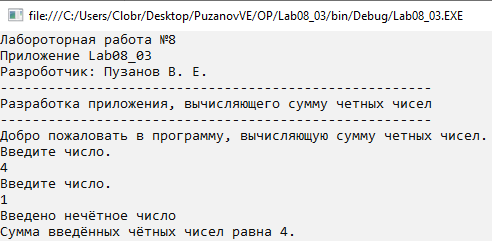 file:///C:/Users/Clobr/Desktop/PuzanovVE/OP/Lab08_03/bin/Debug/Lab08_03.EXE
Лабороторная работа №8
Приложение Lab08_03
Разработчик: Пузанов В. Е.
------------------------------------------------------
Разработка приложения, вычисляющего сумму четных чисел
------------------------------------------------------
Добро пожаловать в программу, вычисляющую сумму четных чисел.
Введите число.
4
Введите число.
1
Введено нечётное число
Сумма введённых чётных чисел равна 4.